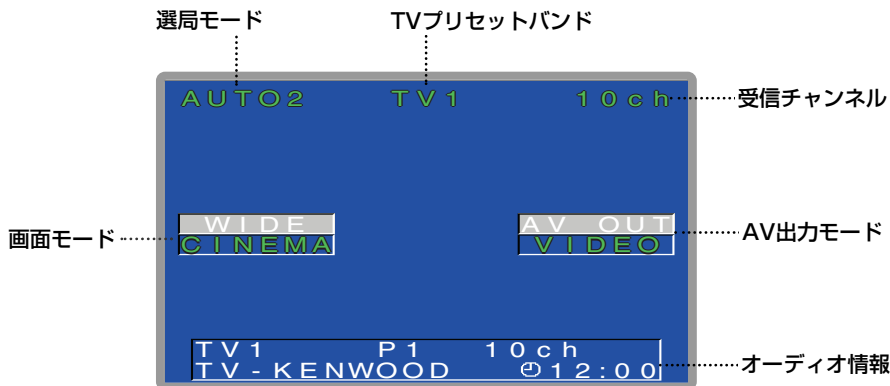 選局モード TVプリセットバンド
AUTO2 TV1 10ch 受信チャンネル
WIDE AV OUT
画面モード CINEMA VIDEO AV出力モード
TV1 P1 10ch
TV-KENWOOD 12:00 オーディオ情報